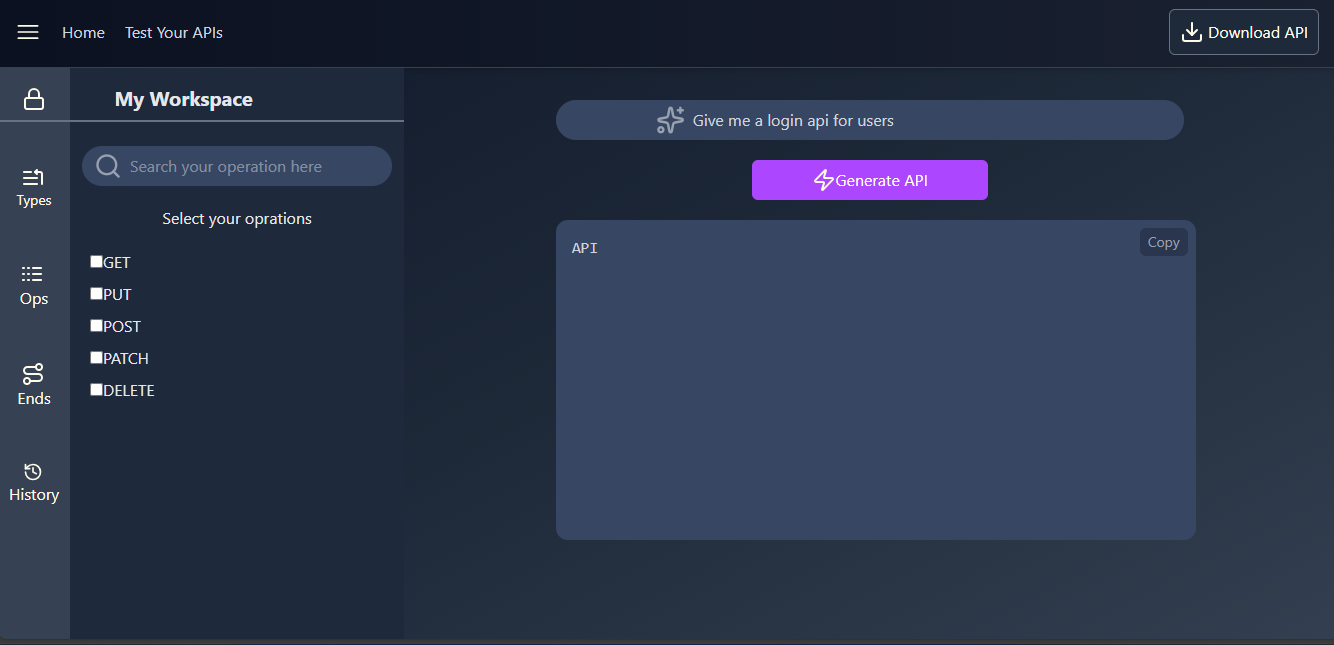 Home Test Your APIs Download API
My Workspace
Give me a login api for users
Search your operation here
Generate API
Types
Select your oprations
API Copy
GET
Ops
PUT
POST
PATCH
DELETE
Ends
History